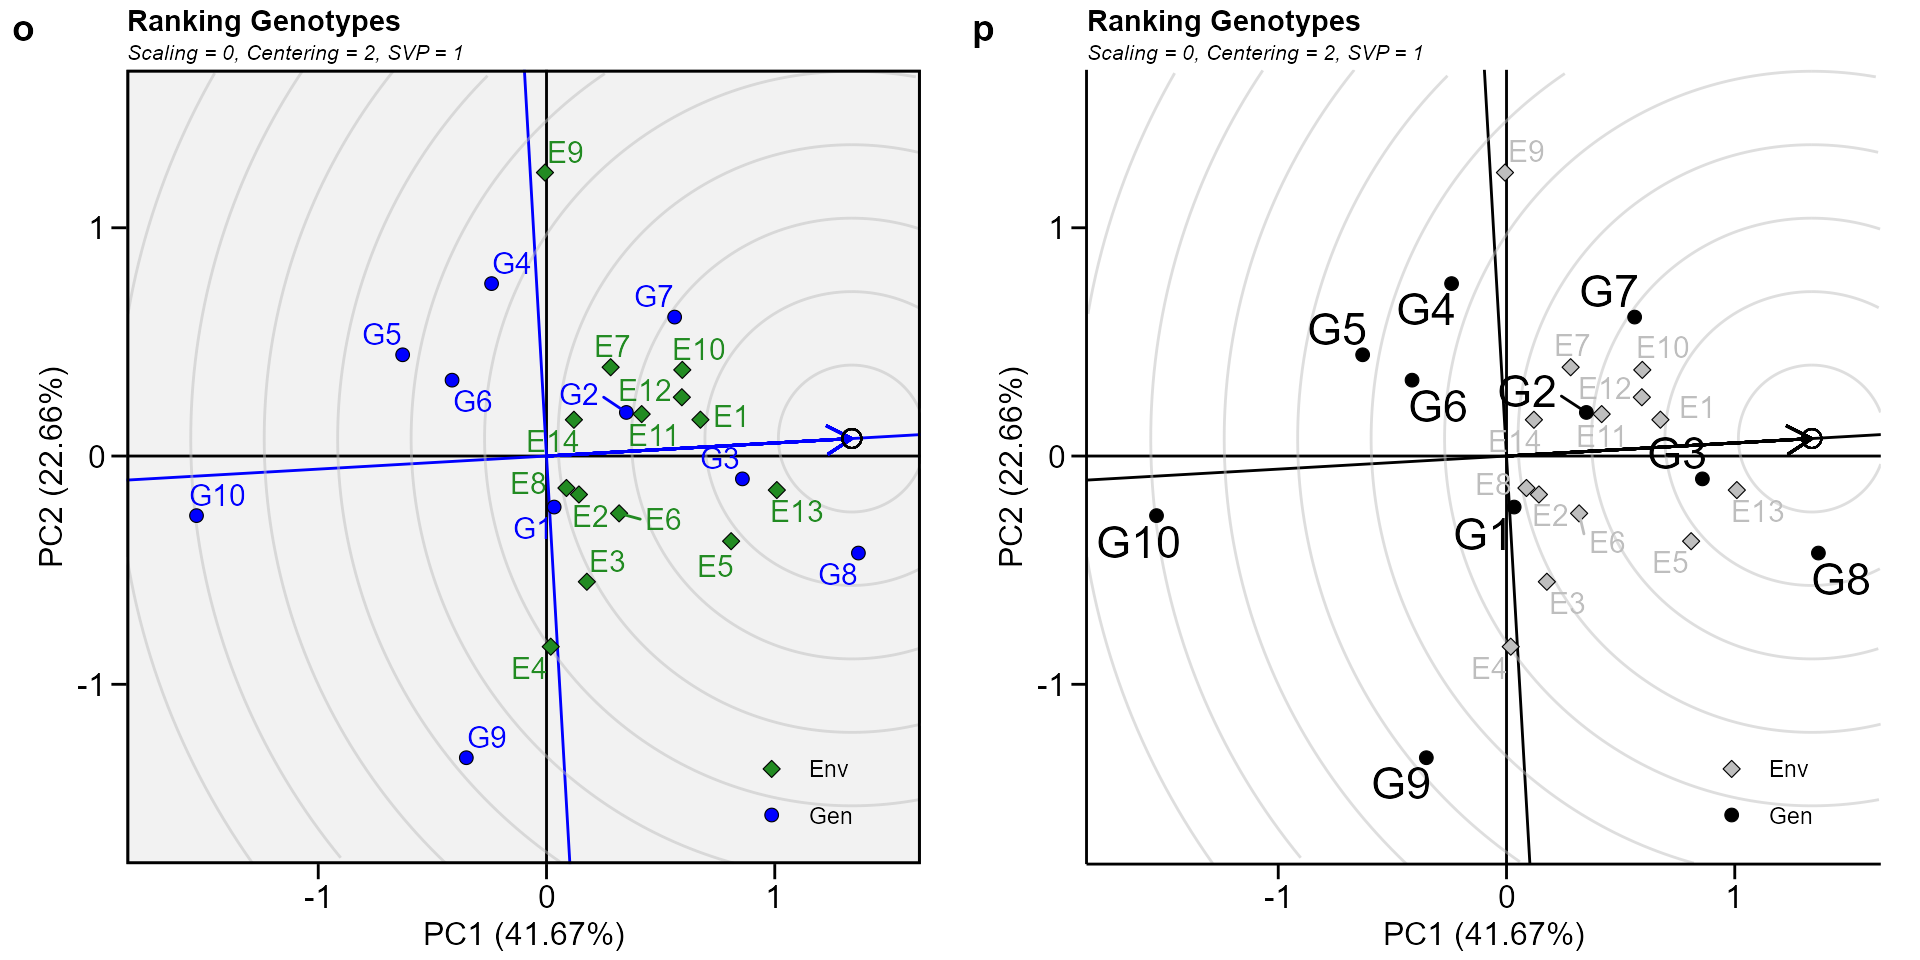 o
Ranking Genotypes
Scaling = 0, Centering = 2, SVP = 1
E9
G4
G7
G5
E7
E10
G6
G2
E12
E1
E14
E11
G3
G10
E8
E13
G1
E2
E6
E3
E5
G8
E4
G9
Env
Gen
1
0
-1
-1
0
1
PC2 (22.66%)
PC1 (41.67%)
p
Ranking Genotypes
Scaling = 0, Centering = 2, SVP = 1
E9
G7
G4
G5
E7
E10
G2
E12
G6
E1
E14
E11
G3
E8
E13
E2
G1
G10
E6
E5
G8
E3
E4
G9
Env
Gen
1
0
-1
-1
0
1
PC2 (22.66%)
PC1 (41.67%)